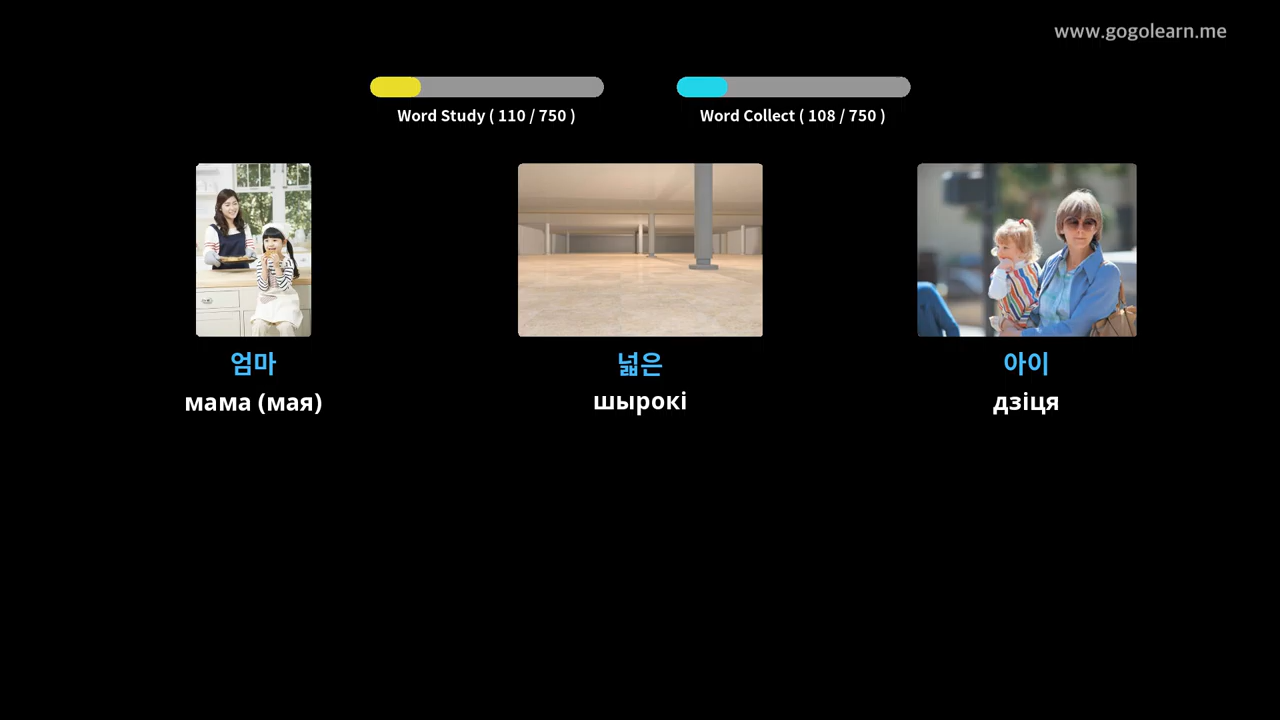 www.gogolearn.me
Word Study ( 110 / 750 )
Word Collect ( 108 / 750 )
엄마
мама (мая)
넓은
шырокі
아이
дзіця